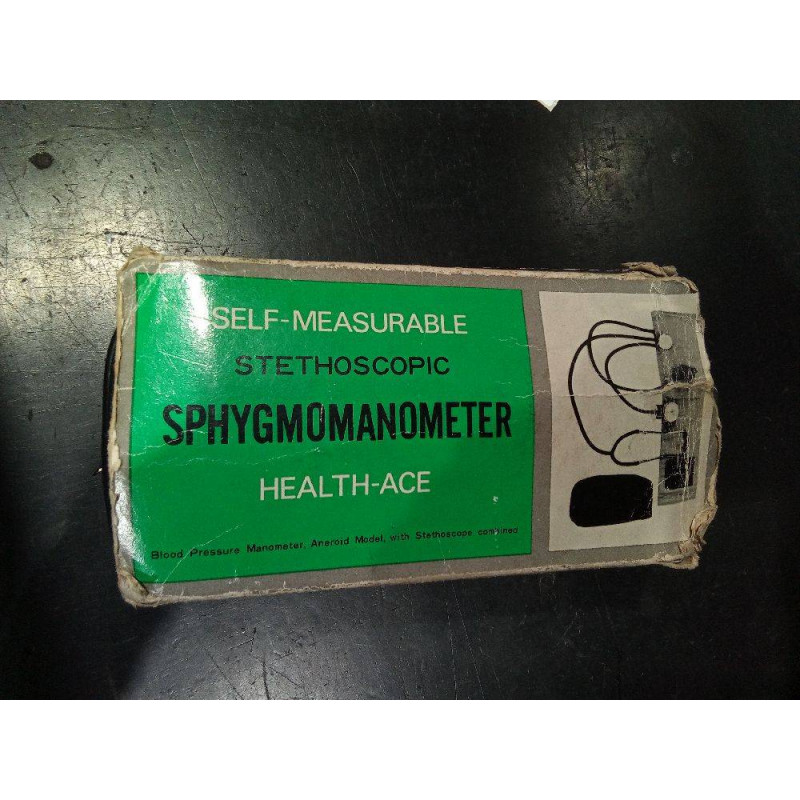 SELF-MEASURABLE
STETHOSCOPIC
SPHYGMOMANOMETER
HEALTH-ACE
Blood Pressure Manometer, Aneroid Model, with Stethoscope combined